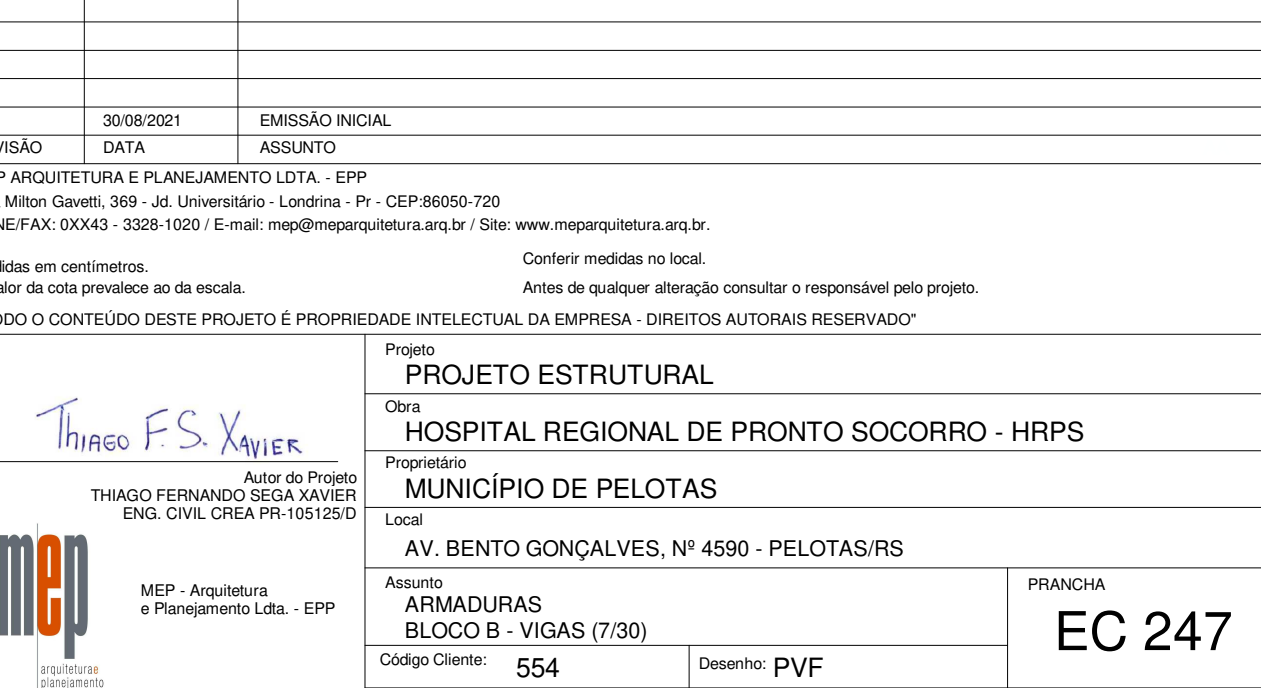 30/08/2021 EMISSÃO INICIAL
VISÃO DATA ASSUNTO
P ARQUITETURA E PLANEJAMENTO LDTA. - EPP
Milton Gavetti, 369 - Jd. Universitário - Londrina - Pr - CEP:86050-720
NE/FAX: 0XX43 - 3328-1020 / E-mail: mep@meparquitetura.arq.br / Site: www.meparquitetura.arq.br.
didas em centímetros.
Conferir medidas no local.
alor da cota prevalece ao da escala.
Antes de qualquer alteração consultar o responsável pelo projeto.
ODO O CONTEÚDO DESTE PROJETO É PROPRIEDADE INTELECTUAL DA EMPRESA - DIREITOS AUTORAIS RESERVADO"
THIAGO F. S. XAVIER
Autor do Projeto
THIAGO FERNANDO SEGA XAVIER
ENG. CIVIL CREA PR-105125/D
mep
arquiteturae
planejamento
MEP - Arquitetura
e Planejamento Ldta. - EPP
Projeto
PROJETO ESTRUTURAL
Obra
HOSPITAL REGIONAL DE PRONTO SOCORRO - HRPS
Proprietário
MUNICÍPIO DE PELOTAS
Local
AV. BENTO GONÇALVES, Nº 4590 - PELOTAS/RS
Assunto
ARMADURAS
BLOCO B - VIGAS (7/30)
PRANCHA
EC 247
Código Cliente: 554
Desenho: PVF